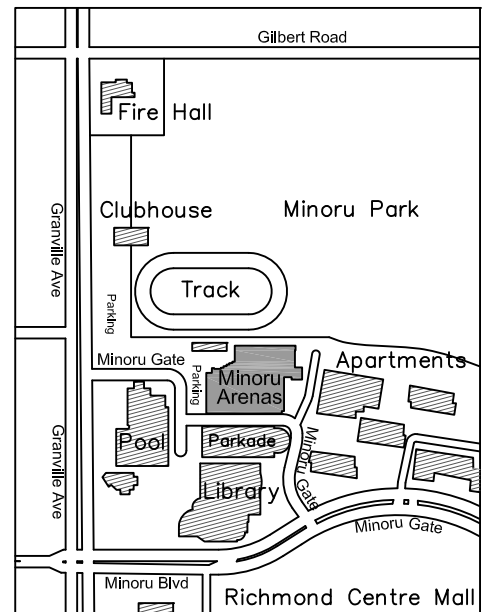 Gilbert Road
Fire Hall
Granville Ave
Clubhouse
Minoru Park
Track
Parking
Minoru Gate
Parking
Minoru
Arenas
Apartments
Granville Ave
Pool
Parkade
Minoru Gate
Library
Minoru Gate
Minoru Blvd
Richmond Centre Mall